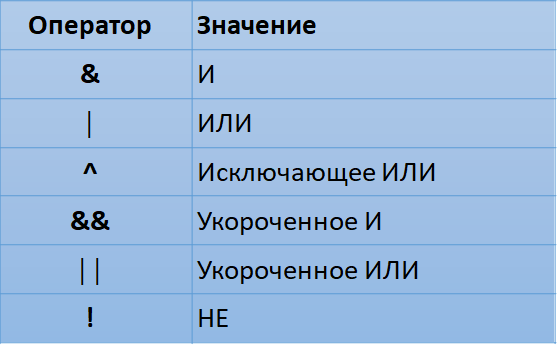 Оператор Значение
& И
| ИЛИ
^ Исключающее ИЛИ
&& Укороченное И
|| Укороченное ИЛИ
! НЕ